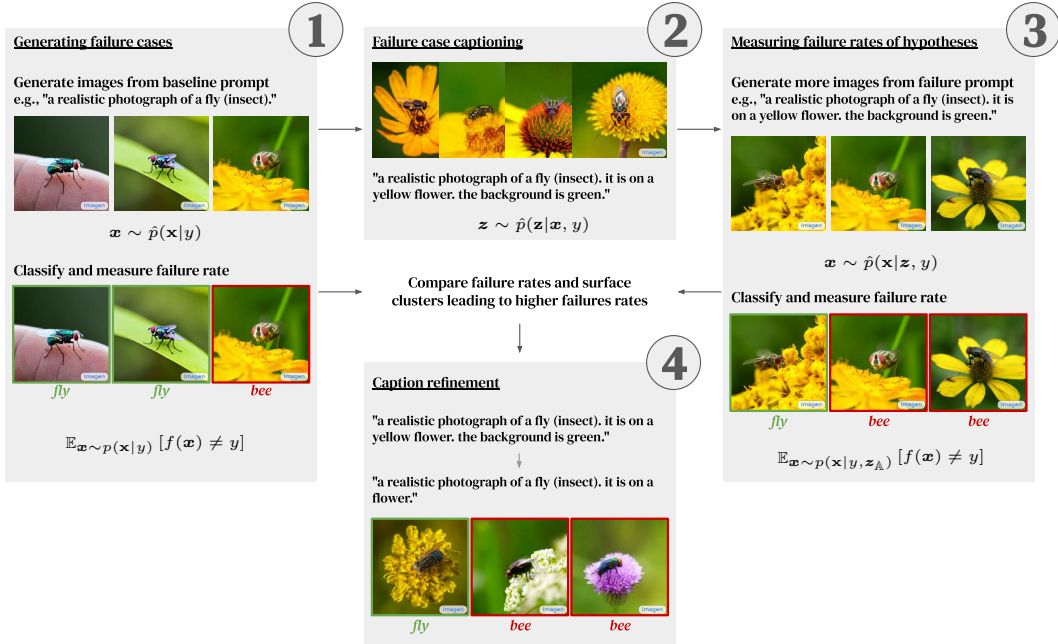 1
Generating failure cases
Generate images from baseline prompt
e.g., "a realistic photograph of a fly (insect)."
Imagen
Imagen
Imagen
𝒙 ∼ p̂(𝐱|y)
Classify and measure failure rate
Imagen
Imagen
Imagen
fly
fly
bee
𝔼𝒙∼p(𝐱|y) [f(𝒙) ≠ y]
2
Failure case captioning
Imagen
"a realistic photograph of a fly (insect). it is on a
yellow flower. the background is green."
𝒛 ∼ p̂(𝐳|𝒙, y)
Compare failure rates and surface
clusters leading to higher failures rates
3
Measuring failure rates of hypotheses
Generate more images from failure prompt
e.g., "a realistic photograph of a fly (insect). it is
on a yellow flower. the background is green."
Imagen
Imagen
Imagen
𝒙 ∼ p̂(𝐱|𝒛, y)
Classify and measure failure rate
Imagen
Imagen
Imagen
fly
bee
bee
𝔼𝒙∼p(𝐱|y,𝒛𝔸) [f(𝒙) ≠ y]
4
Caption refinement
"a realistic photograph of a fly (insect). it is on a
yellow flower. the background is green."
"a realistic photograph of a fly (insect). it is on a
flower."
Imagen
Imagen
Imagen
fly
bee
bee